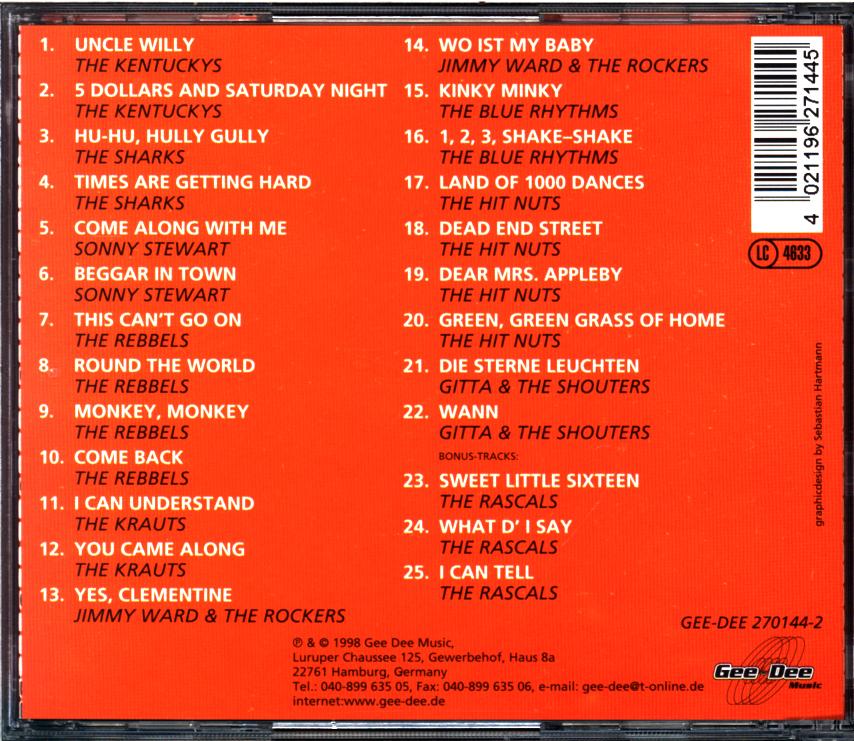 1. UNCLE WILLY
THE KENTUCKYS
2. 5 DOLLARS AND SATURDAY NIGHT
THE KENTUCKYS
3. HU-HU, HULLY GULLY
THE SHARKS
4. TIMES ARE GETTING HARD
THE SHARKS
5. COME ALONG WITH ME
SONNY STEWART
6. BEGGAR IN TOWN
SONNY STEWART
7. THIS CAN'T GO ON
THE REBBELS
8. ROUND THE WORLD
THE REBBELS
9. MONKEY, MONKEY
THE REBBELS
10. COME BACK
THE REBBELS
11. I CAN UNDERSTAND
THE KRAUTS
12. YOU CAME ALONG
THE KRAUTS
13. YES, CLEMENTINE
JIMMY WARD & THE ROCKERS
14. WO IST MY BABY
JIMMY WARD & THE ROCKERS
15. KINKY MINKY
THE BLUE RHYTHMS
16. 1, 2, 3, SHAKE–SHAKE
THE BLUE RHYTHMS
17. LAND OF 1000 DANCES
THE HIT NUTS
18. DEAD END STREET
THE HIT NUTS
19. DEAR MRS. APPLEBY
THE HIT NUTS
20. GREEN, GREEN GRASS OF HOME
THE HIT NUTS
21. DIE STERNE LEUCHTEN
GITTA & THE SHOUTERS
22. WANN
GITTA & THE SHOUTERS
BONUS-TRACKS:
23. SWEET LITTLE SIXTEEN
THE RASCALS
24. WHAT D' I SAY
THE RASCALS
25. I CAN TELL
THE RASCALS
4 021196 271445
LC 4633
graphicdesign by Sebastian Hartmann
GEE-DEE 270144-2
℗ & © 1998 Gee Dee Music,
Luruper Chaussee 125, Gewerbehof, Haus 8a
22761 Hamburg, Germany
Tel.: 040-899 635 05, Fax: 040-899 635 06, e-mail: gee-dee@t-online.de
internet:www.gee-dee.de
Gee-Dee
Music